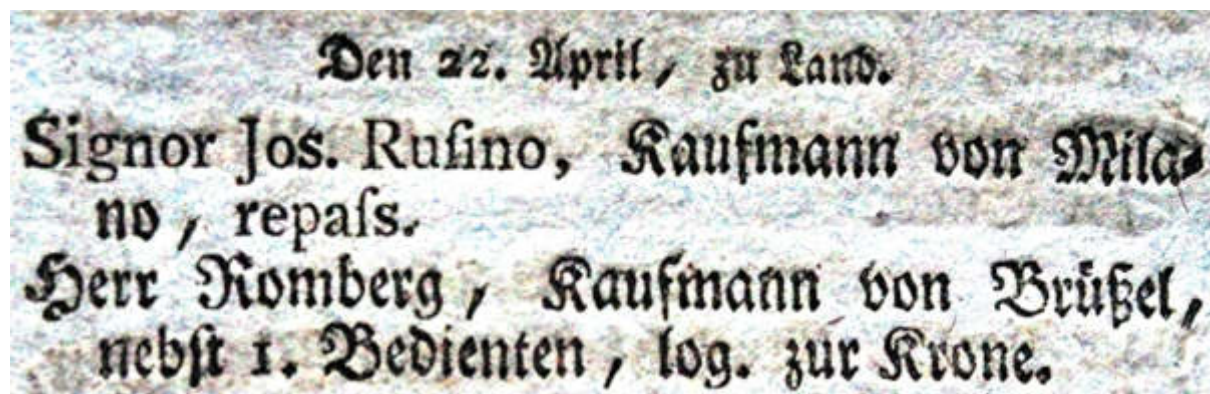 Den 22. April, zu Land.
Signor Jos. Ruſino, Kaufmann von Mila-
no, repaſs.
Herr Romberg, Kaufmann von Brüßel,
nebſt 1. Bedienten, log. zur Krone.